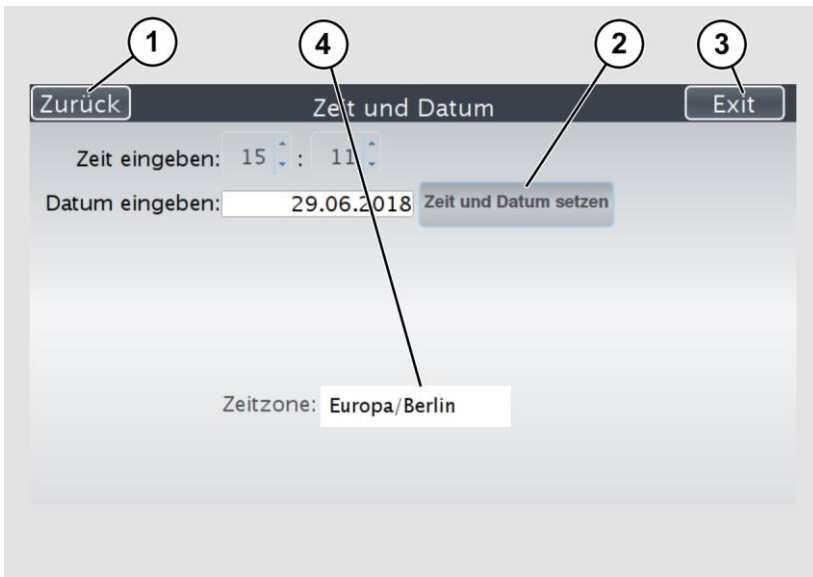 1 4 2 3
Zurück Zeit und Datum Exit
Zeit eingeben: 15 : 11
Datum eingeben: 29.06.2018 Zeit und Datum setzen
Zeitzone: Europa/Berlin